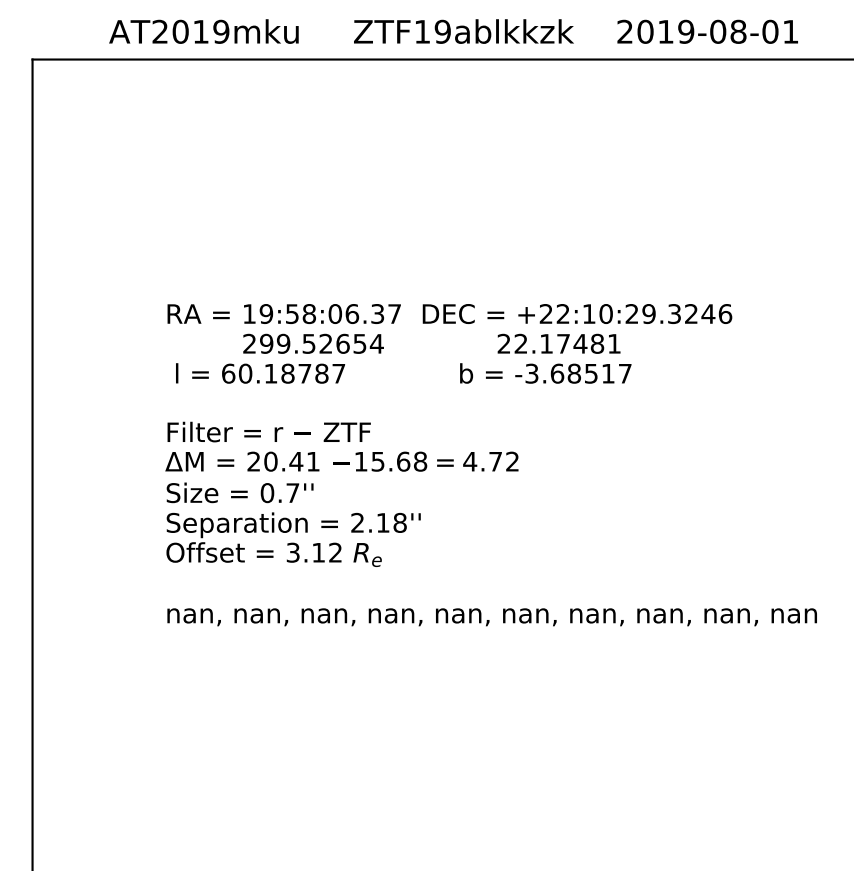 AT2019mku ZTF19ablkkzk 2019-08-01
RA = 19:58:06.37 DEC = +22:10:29.3246
299.52654 22.17481
l = 60.18787 b = -3.68517
Filter = r − ZTF
ΔM = 20.41 −15.68 = 4.72
Size = 0.7''
Separation = 2.18''
Offset = 3.12 Re
nan, nan, nan, nan, nan, nan, nan, nan, nan, nan